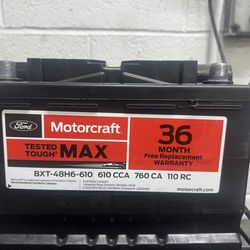 Ford
Motorcraft
TESTED
TOUGH® MAX
36
MONTH
Free Replacement
WARRANTY
BXT-48H6-610 610 CCA 760 CA 110 RC
motorcraft.com